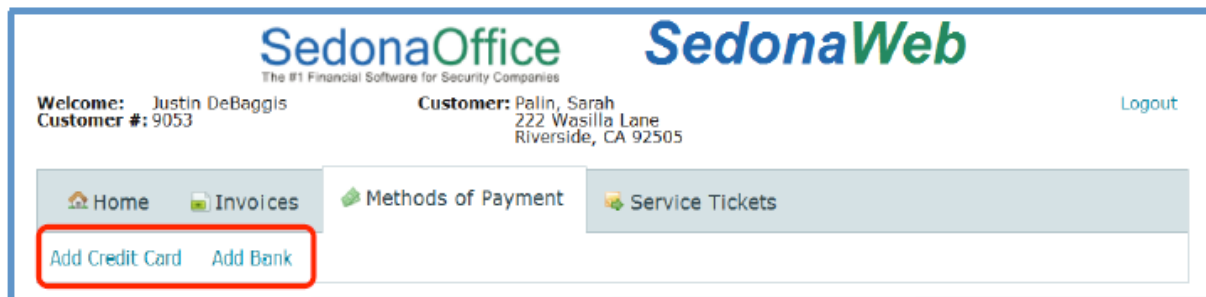 SedonaOffice SedonaWeb
The #1 Financial Software for Security Companies
Welcome: Justin DeBaggis Customer: Palin, Sarah Logout
Customer #: 9053 222 Wasilla Lane
Riverside, CA 92505
Home Invoices Methods of Payment Service Tickets
Add Credit Card Add Bank